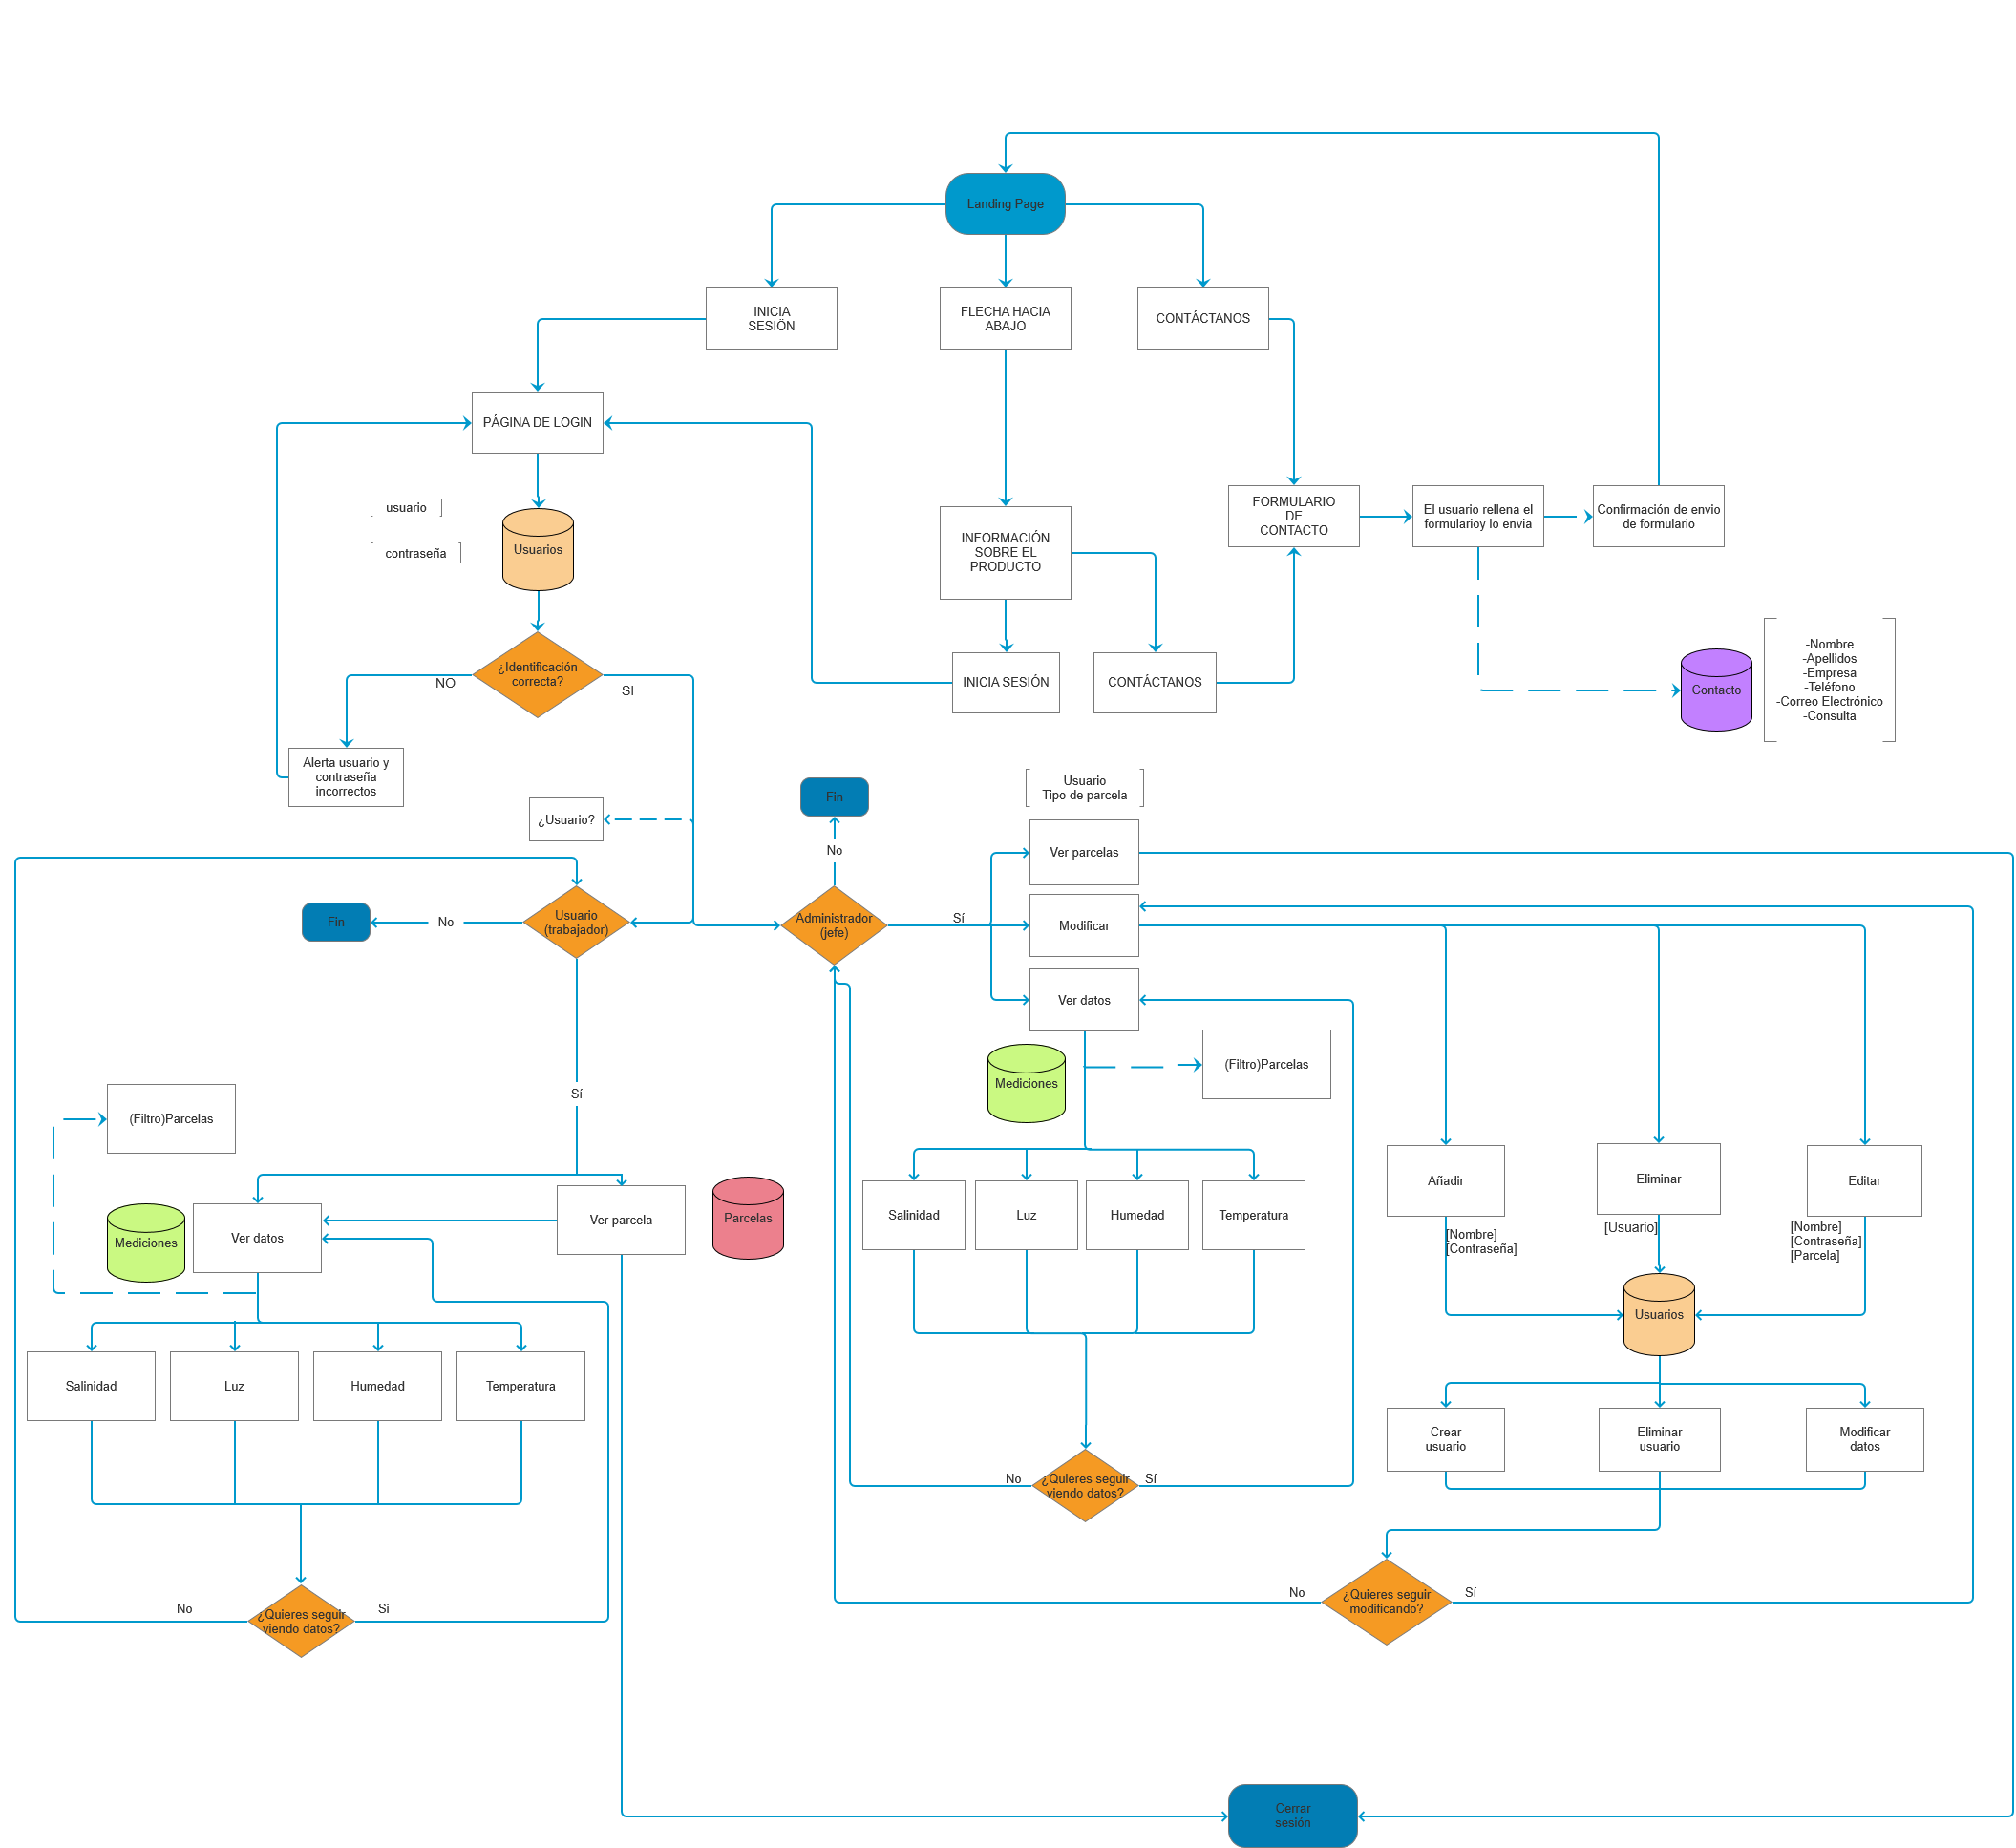 Landing Page
INICIA
SESIÖN
FLECHA HACIA
ABAJO
CONTÁCTANOS
PÁGINA DE LOGIN
usuario
contraseña
Usuarios
FORMULARIO
DE
CONTACTO
El usuario rellena el
formularioy lo envia
Confirmación de envio
de formulario
INFORMACIÓN
SOBRE EL
PRODUCTO
¿Identificación
correcta?
NO
SI
INICIA SESIÓN
CONTÁCTANOS
Contacto
-Nombre
-Apellidos
-Empresa
-Teléfono
-Correo Electrónico
-Consulta
Alerta usuario y
contraseña
incorrectos
¿Usuario?
Fin
No
Usuario
Tipo de parcela
Ver parcelas
Fin
No
Usuario
(trabajador)
Administrador
(jefe)
Sí
Modificar
Ver datos
Mediciones
(Filtro)Parcelas
Sí
(Filtro)Parcelas
Mediciones
Ver datos
Ver parcela
Parcelas
Salinidad
Luz
Humedad
Temperatura
Añadir
Eliminar
Editar
[Nombre]
[Contraseña]
[Usuario]
[Nombre]
[Contraseña]
[Parcela]
Usuarios
Salinidad
Luz
Humedad
Temperatura
Crear
usuario
Eliminar
usuario
Modificar
datos
No
¿Quieres seguir
viendo datos?
Sí
No
¿Quieres seguir
viendo datos?
Si
No
¿Quieres seguir
modificando?
Sí
Cerrar
sesión